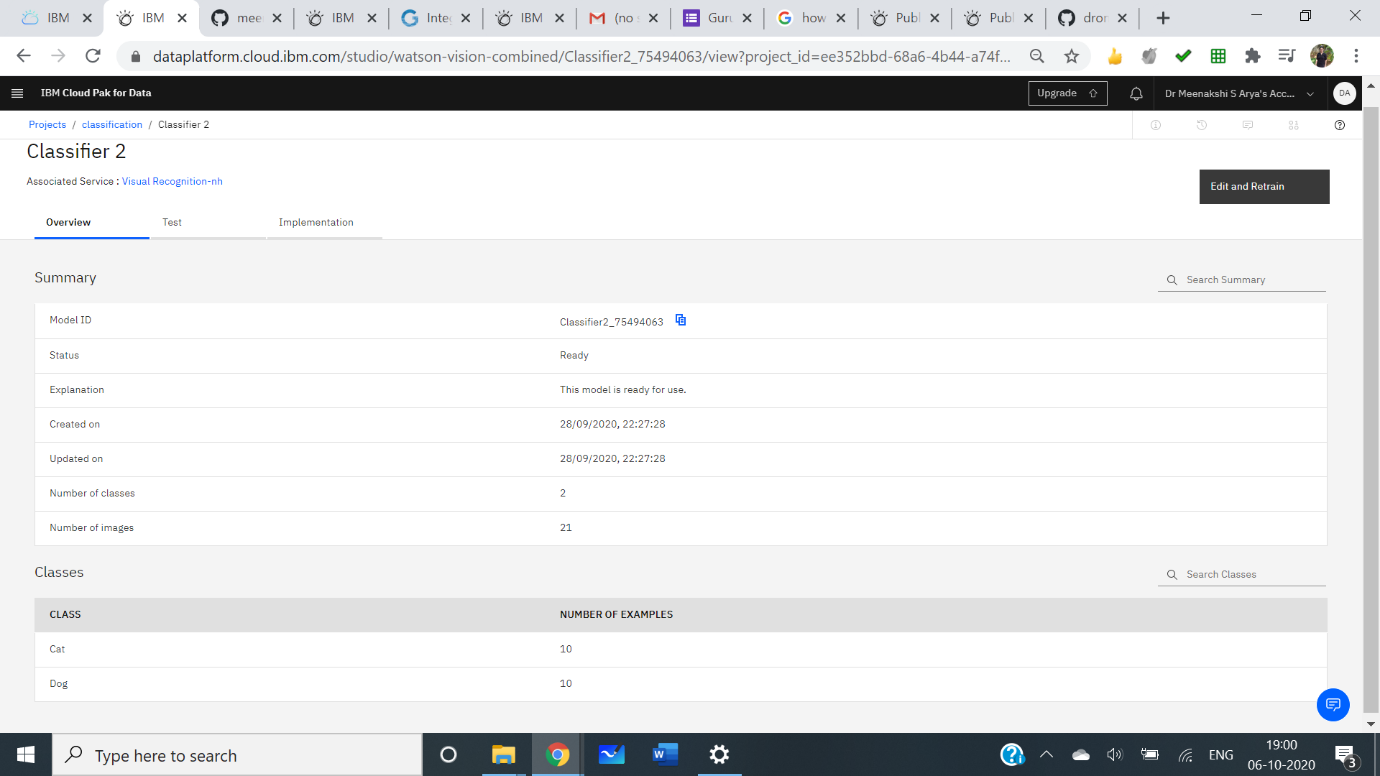 IBM IBM mee IBM Inte IBM (no s Guru how Publ Publ dror
dataplatform.cloud.ibm.com/studio/watson-vision-combined/Classifier2_75494063/view?project_id=ee352bbd-68a6-4b44-a74f...
IBM Cloud Pak for Data Upgrade Dr Meenakshi S Arya's Acc... DA
Projects / classification / Classifier 2
Classifier 2
Associated Service : Visual Recognition-nh
Edit and Retrain
Overview Test Implementation
Summary Search Summary
Model ID Classifier2_75494063
Status Ready
Explanation This model is ready for use.
Created on 28/09/2020, 22:27:28
Updated on 28/09/2020, 22:27:28
Number of classes 2
Number of images 21
Classes Search Classes
CLASS NUMBER OF EXAMPLES
Cat 10
Dog 10
Type here to search ENG 19:00
06-10-2020 3